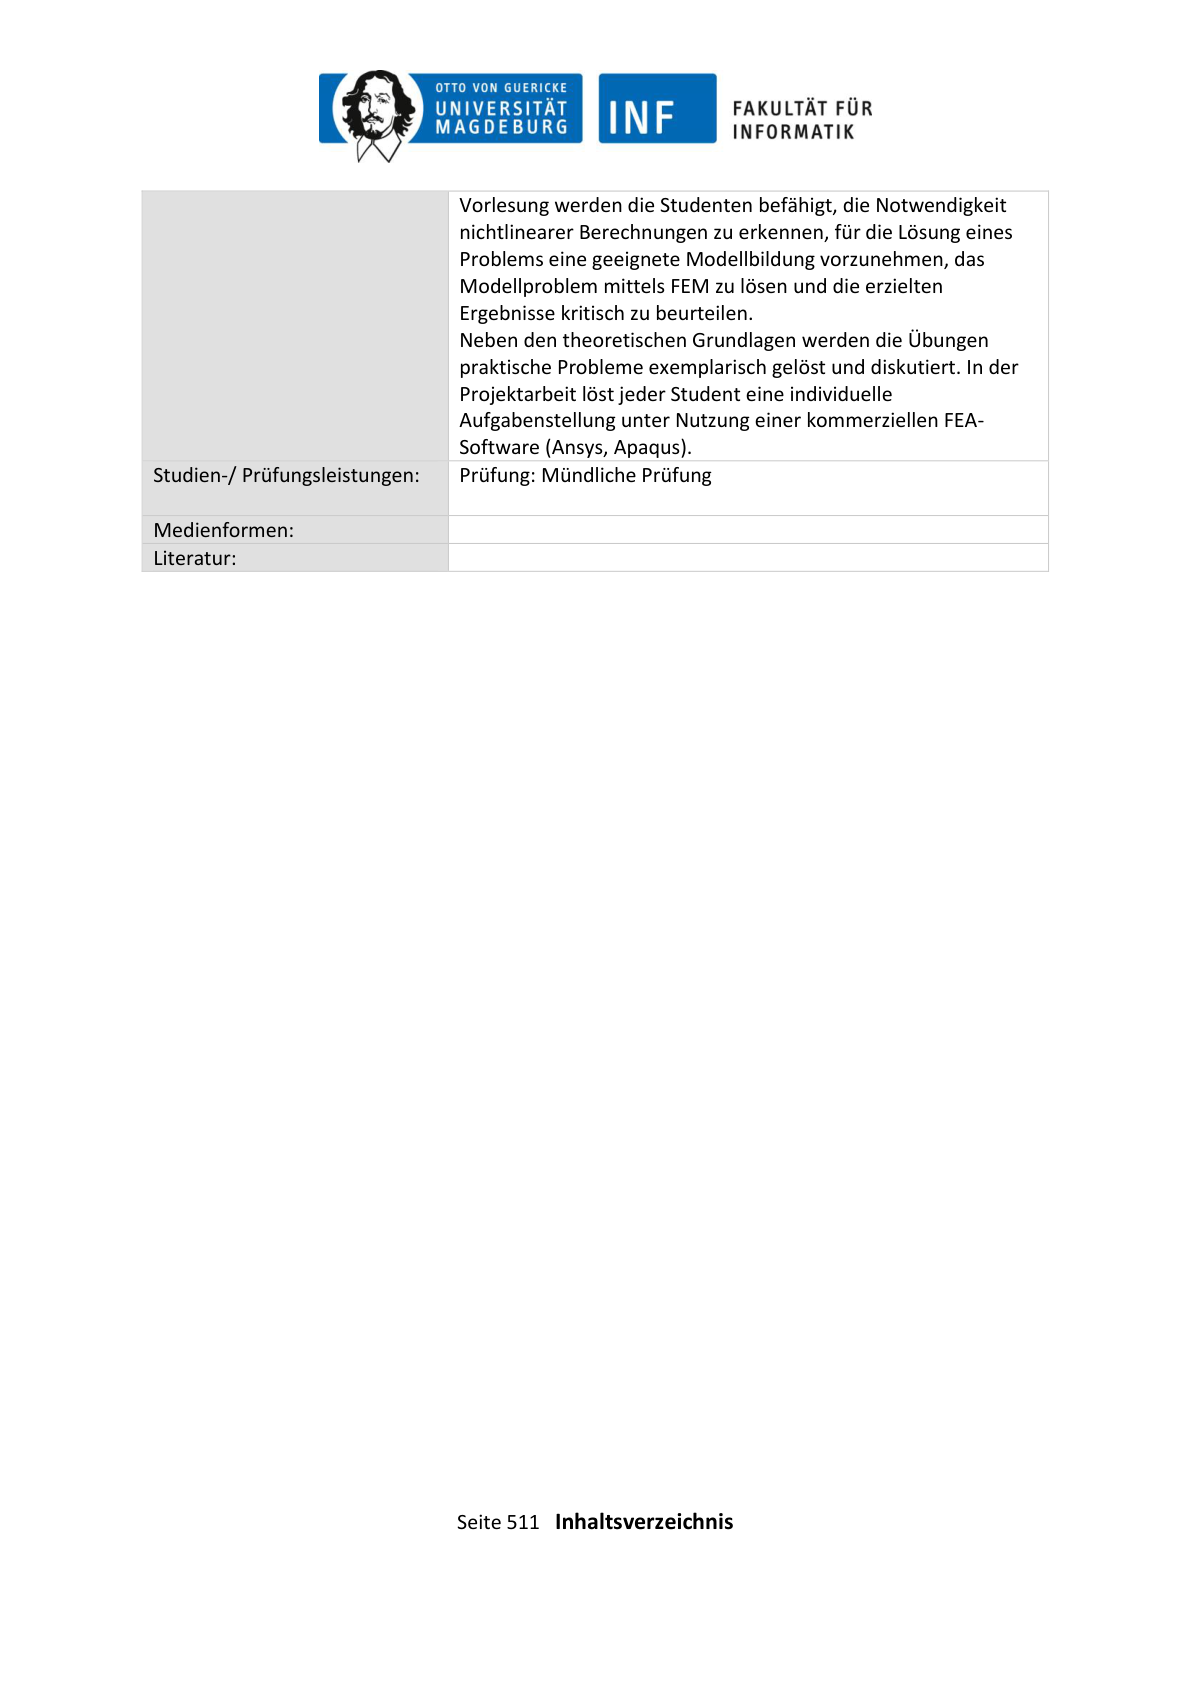 OTTO VON GUERICKE
UNIVERSITÄT
MAGDEBURG
INF
FAKULTÄT FÜR
INFORMATIK
Vorlesung werden die Studenten befähigt, die Notwendigkeit
nichtlinearer Berechnungen zu erkennen, für die Lösung eines
Problems eine geeignete Modellbildung vorzunehmen, das
Modellproblem mittels FEM zu lösen und die erzielten
Ergebnisse kritisch zu beurteilen.
Neben den theoretischen Grundlagen werden die Übungen
praktische Probleme exemplarisch gelöst und diskutiert. In der
Projektarbeit löst jeder Student eine individuelle
Aufgabenstellung unter Nutzung einer kommerziellen FEA-
Software (Ansys, Apaqus).
Studien-/ Prüfungsleistungen: Prüfung: Mündliche Prüfung
Medienformen:
Literatur:
Seite 511 Inhaltsverzeichnis